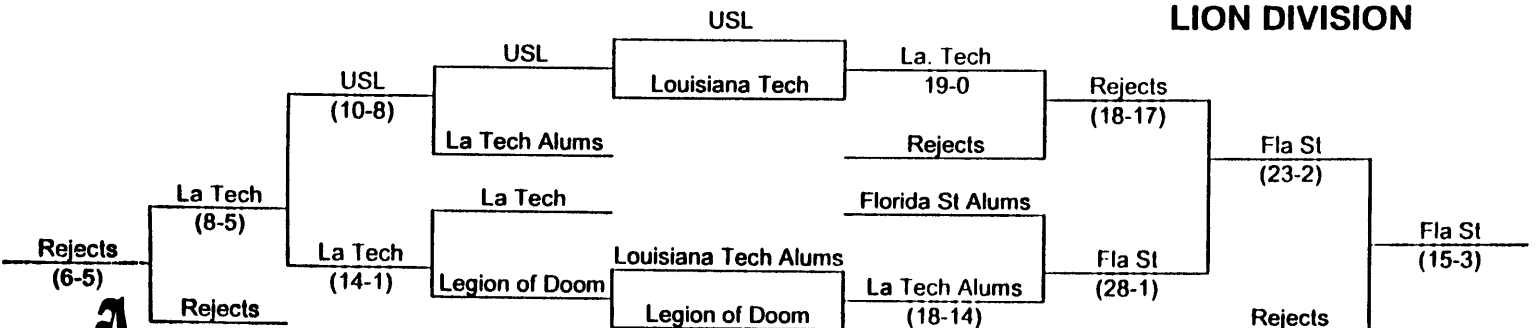 LION DIVISION
USL
USL
Louisiana Tech
La. Tech
19-0
USL
(10-8)
La Tech Alums
Rejects
Rejects
(18-17)
Fla St
(23-2)
La Tech
(8-5)
La Tech
Florida St Alums
Rejects
(6-5)
La Tech
(14-1)
Legion of Doom
Louisiana Tech Alums
Legion of Doom
La Tech Alums
(18-14)
Fla St
(28-1)
Fla St
(15-3)
Rejects
Rejects